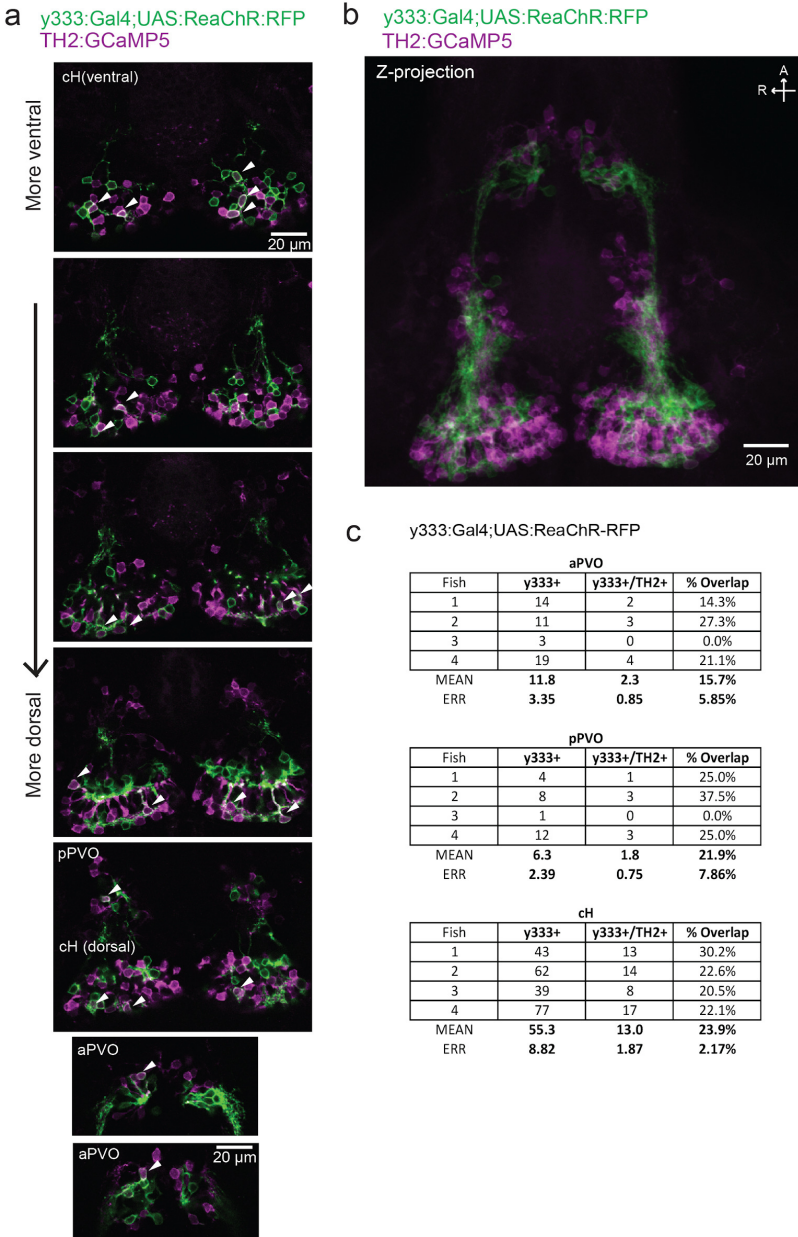 a
y333:Gal4;UAS:ReaChR:RFP
TH2:GCaMP5
cH(ventral)
More ventral
20 µm
More dorsal
pPVO
cH (dorsal)
aPVO
aPVO
20 µm
b
y333:Gal4;UAS:ReaChR:RFP
TH2:GCaMP5
Z-projection
A
R
20 µm
c
y333:Gal4;UAS:ReaChR-RFP
aPVO
Fish y333+ y333+/TH2+ % Overlap
1 14 2 14.3%
2 11 3 27.3%
3 3 0 0.0%
4 19 4 21.1%
MEAN 11.8 2.3 15.7%
ERR 3.35 0.85 5.85%
pPVO
Fish y333+ y333+/TH2+ % Overlap
1 4 1 25.0%
2 8 3 37.5%
3 1 0 0.0%
4 12 3 25.0%
MEAN 6.3 1.8 21.9%
ERR 2.39 0.75 7.86%
cH
Fish y333+ y333+/TH2+ % Overlap
1 43 13 30.2%
2 62 14 22.6%
3 39 8 20.5%
4 77 17 22.1%
MEAN 55.3 13.0 23.9%
ERR 8.82 1.87 2.17%